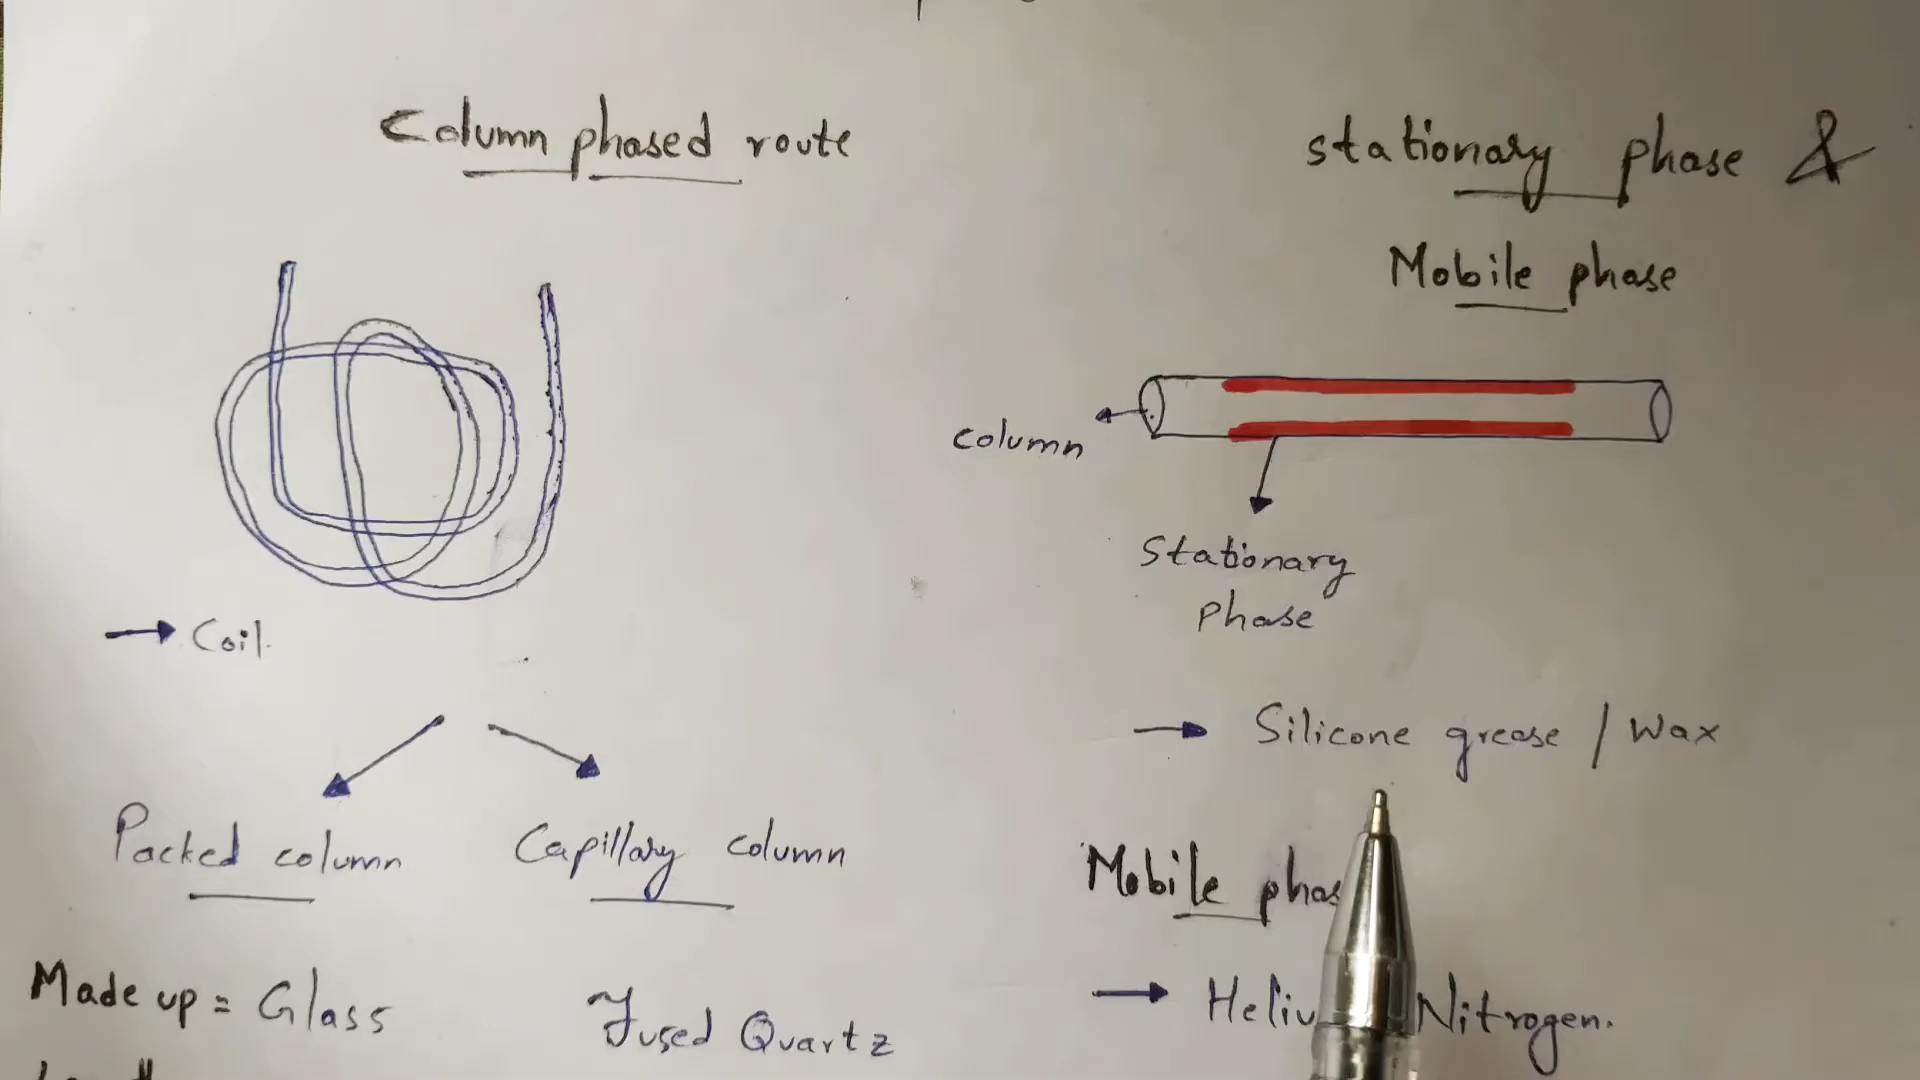 Column phased route
stationary phase &
Mobile phase
column
Stationary
phase
→ Coil.
→ Silicone grease / wax
Packed column
Capillary column
Mobile
→ Nitrogen.
Made up = Glass
Fused Quartz